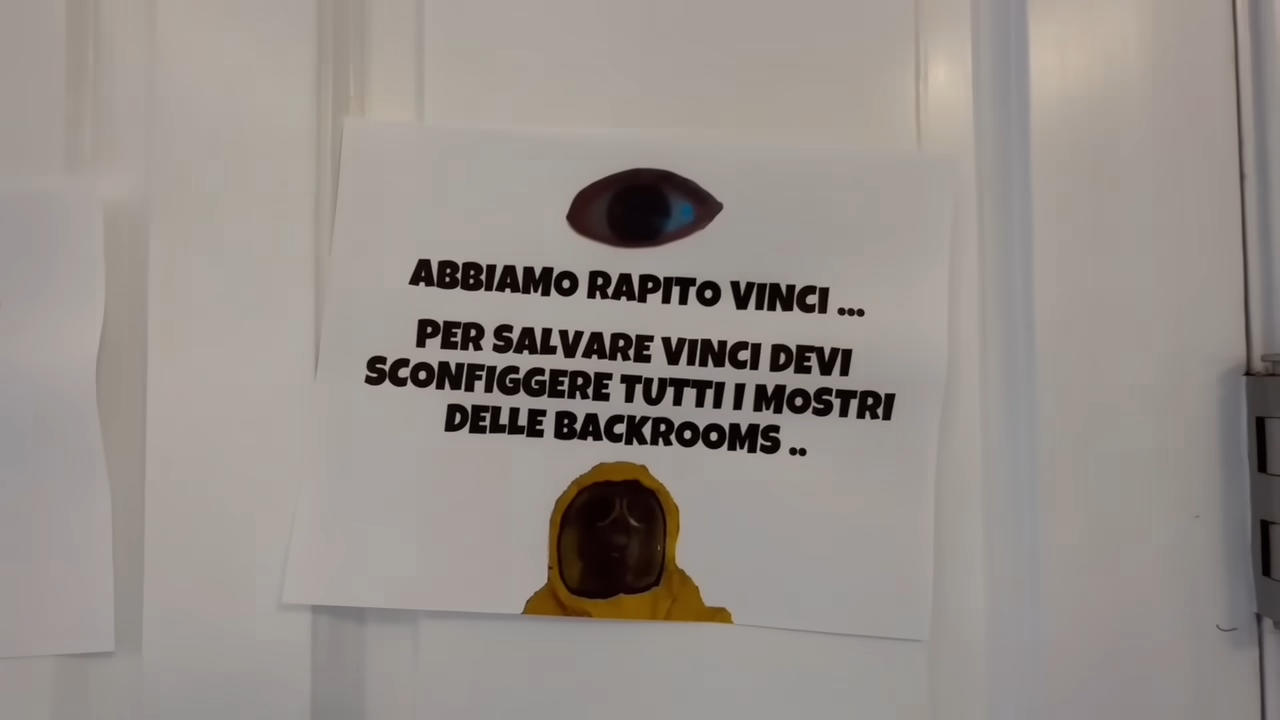 ABBIAMO RAPITO VINCI ...
PER SALVARE VINCI DEVI
SCONFIGGERE TUTTI I MOSTRI
DELLE BACKROOMS ..